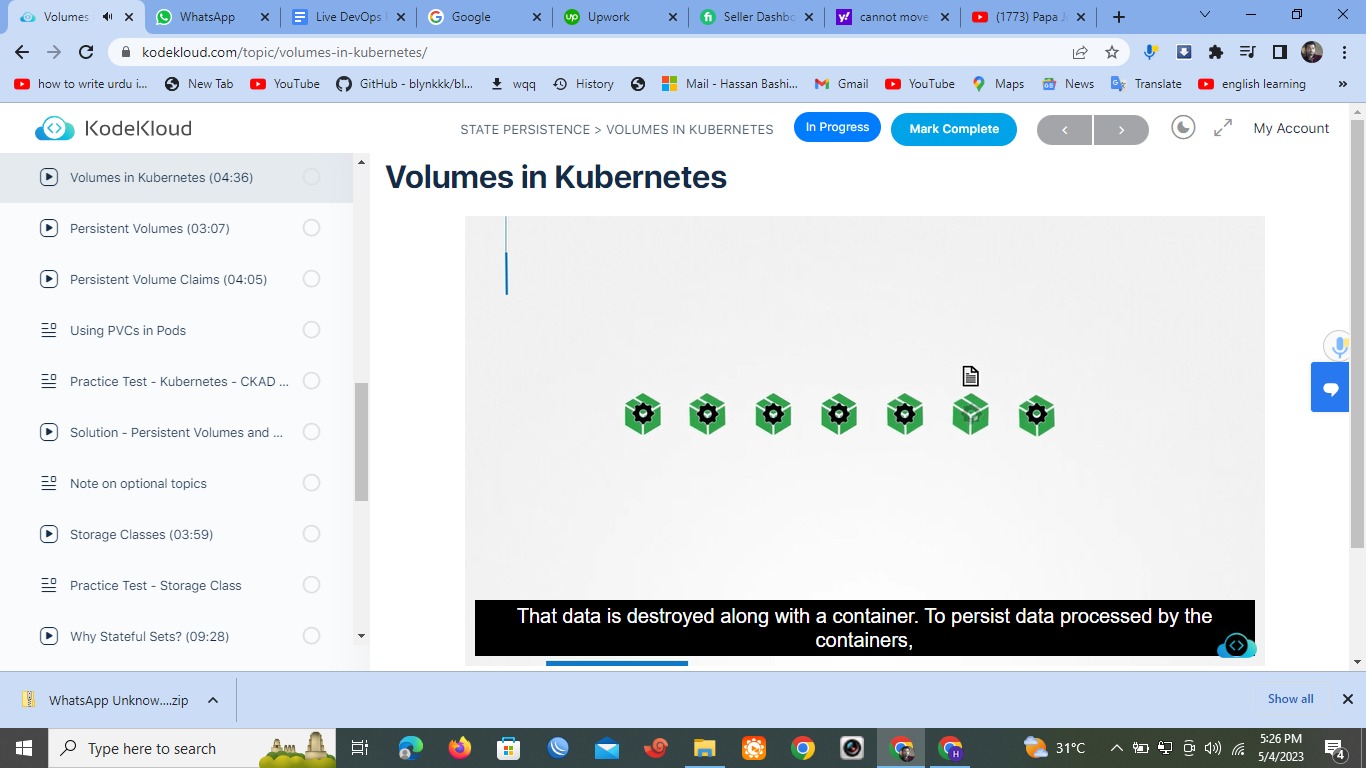 Volumes
WhatsApp
Live DevOps
Google
Upwork
Seller Dashbo
cannot move
(1773) Papa J
kodekloud.com/topic/volumes-in-kubernetes/
how to write urdu i...
New Tab
YouTube
GitHub - blynkkk/bl...
wqq
History
Mail - Hassan Bashi...
Gmail
YouTube
Maps
News
Translate
english learning
»
KodeKloud
STATE PERSISTENCE > VOLUMES IN KUBERNETES
In Progress
Mark Complete
My Account
Volumes in Kubernetes (04:36)
Persistent Volumes (03:07)
Persistent Volume Claims (04:05)
Using PVCs in Pods
Practice Test - Kubernetes - CKAD ...
Solution - Persistent Volumes and ...
Note on optional topics
Storage Classes (03:59)
Practice Test - Storage Class
Why Stateful Sets? (09:28)
Volumes in Kubernetes
That data is destroyed along with a container. To persist data processed by the
containers,
WhatsApp Unknow....zip
Show all
Type here to search
31°C
5:26 PM
5/4/2023
4